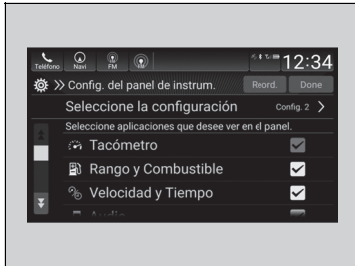 Teléfono Navi FM
12:34
Config. del panel de instrum. Reord. Done
Seleccione la configuración Config. 2
Seleccione aplicaciones que desee ver en el panel.
Tacómetro
Rango y Combustible
Velocidad y Tiempo
Audio